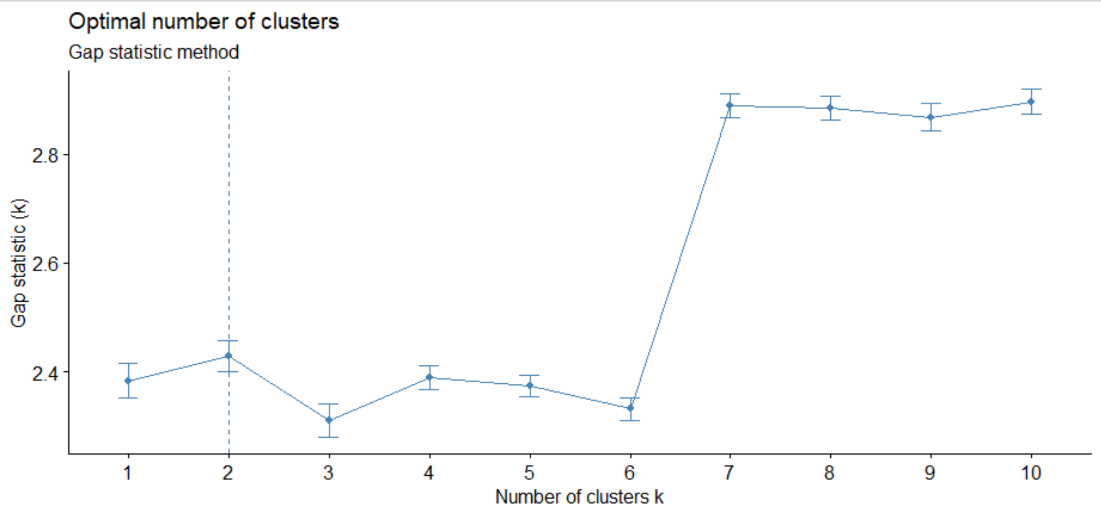 Optimal number of clusters
Gap statistic method
Gap statistic (k)
2.8
2.6
2.4
1 2 3 4 5 6 7 8 9 10
Number of clusters k